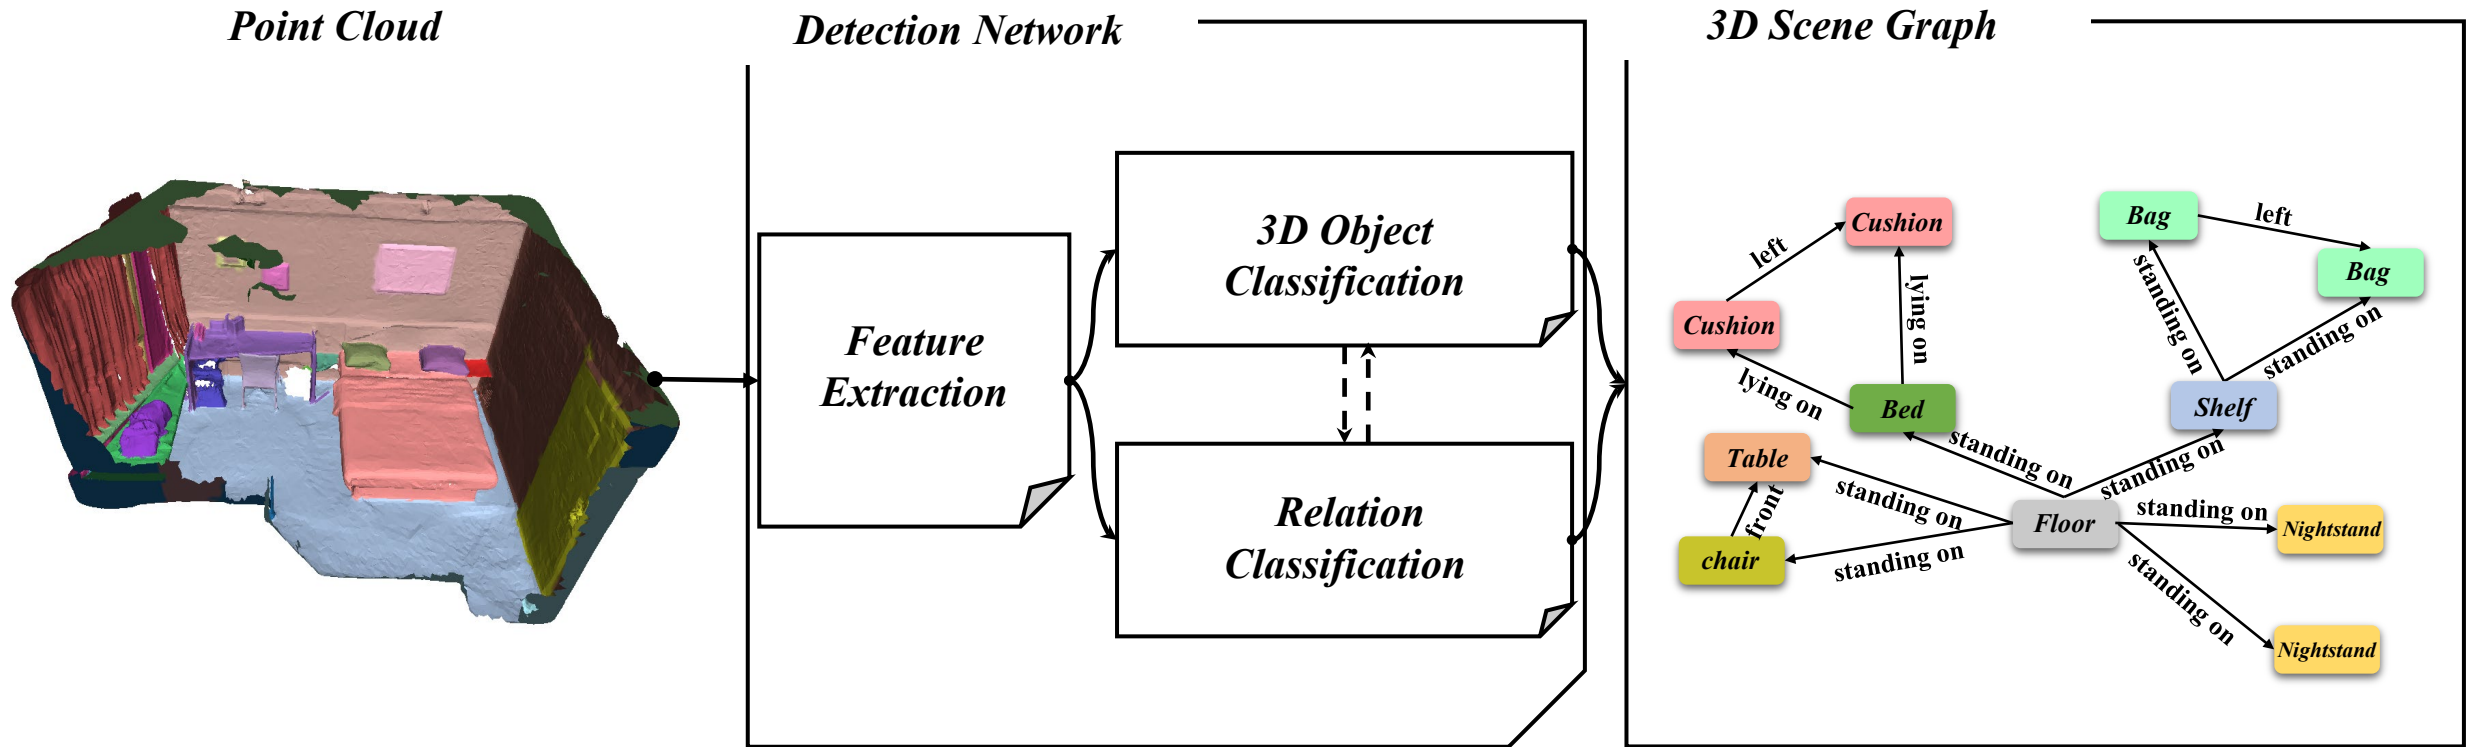 Point Cloud
Detection Network
3D Scene Graph
Feature
Extraction
3D Object
Classification
Relation
Classification
Cushion
left
Cushion
lying on
lying on
Bed
Bag
left
Bag
standing on
standing on
Shelf
Table
standing on
standing on
front
standing on
Floor
standing on
Nightstand
chair
standing on
standing on
Nightstand